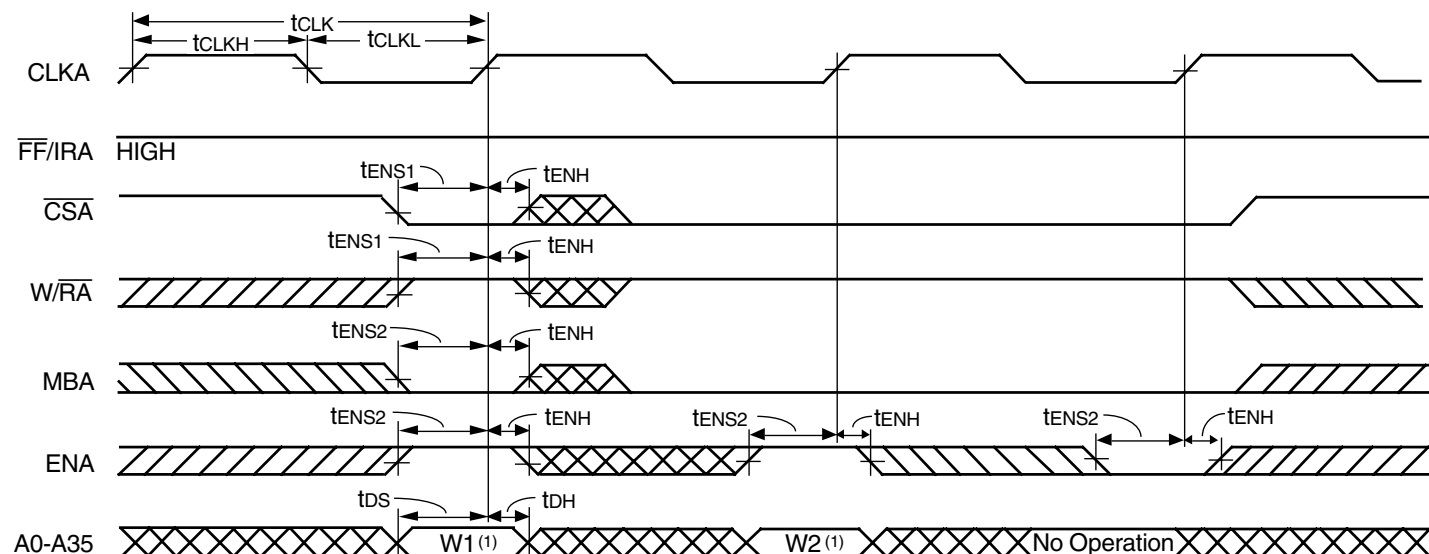 tCLK
tCLKH tCLKL
CLKA
FF/IRA HIGH
tENS1 tENH
CSA
tENS1 tENH
W/RA
tENS2 tENH
MBA
tENS2 tENH tENS2 tENH tENS2 tENH
ENA
tDS tDH
A0-A35 W1 (1) W2 (1) No Operation